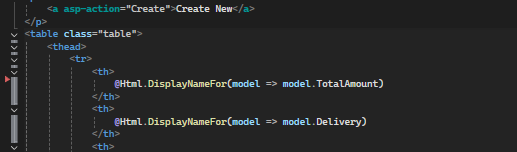 <a asp-action="Create">Create New</a>
</p>
<table class="table">
<thead>
<tr>
<th>
@Html.DisplayNameFor(model => model.TotalAmount)
</th>
<th>
@Html.DisplayNameFor(model => model.Delivery)
</th>
<th>